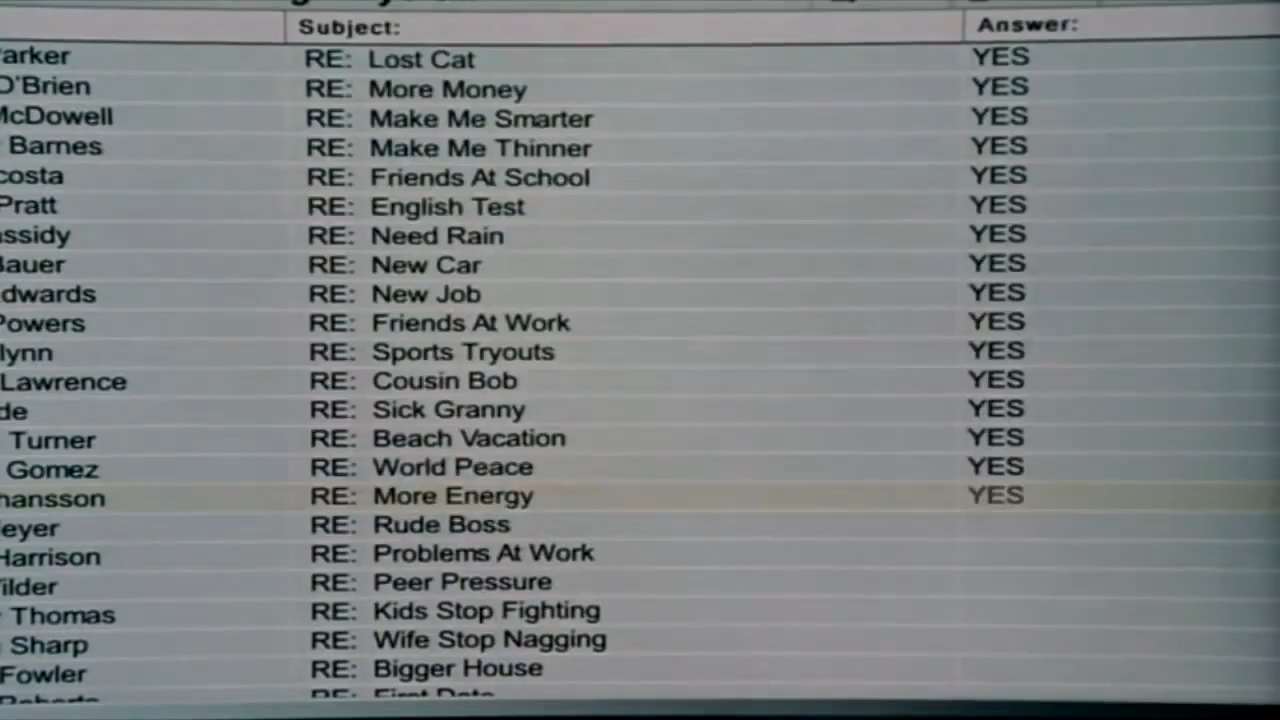 Subject: Answer:
arker RE: Lost Cat YES
O'Brien RE: More Money YES
McDowell RE: Make Me Smarter YES
Barnes RE: Make Me Thinner YES
costa RE: Friends At School YES
Pratt RE: English Test YES
assidy RE: Need Rain YES
Bauer RE: New Car YES
dwards RE: New Job YES
Powers RE: Friends At Work YES
lynn RE: Sports Tryouts YES
Lawrence RE: Cousin Bob YES
de RE: Sick Granny YES
Turner RE: Beach Vacation YES
Gomez RE: World Peace YES
hansson RE: More Energy YES
eyer RE: Rude Boss
Harrison RE: Problems At Work
ilder RE: Peer Pressure
Thomas RE: Kids Stop Fighting
Sharp RE: Wife Stop Nagging
Fowler RE: Bigger House
Roberts RE: First Date